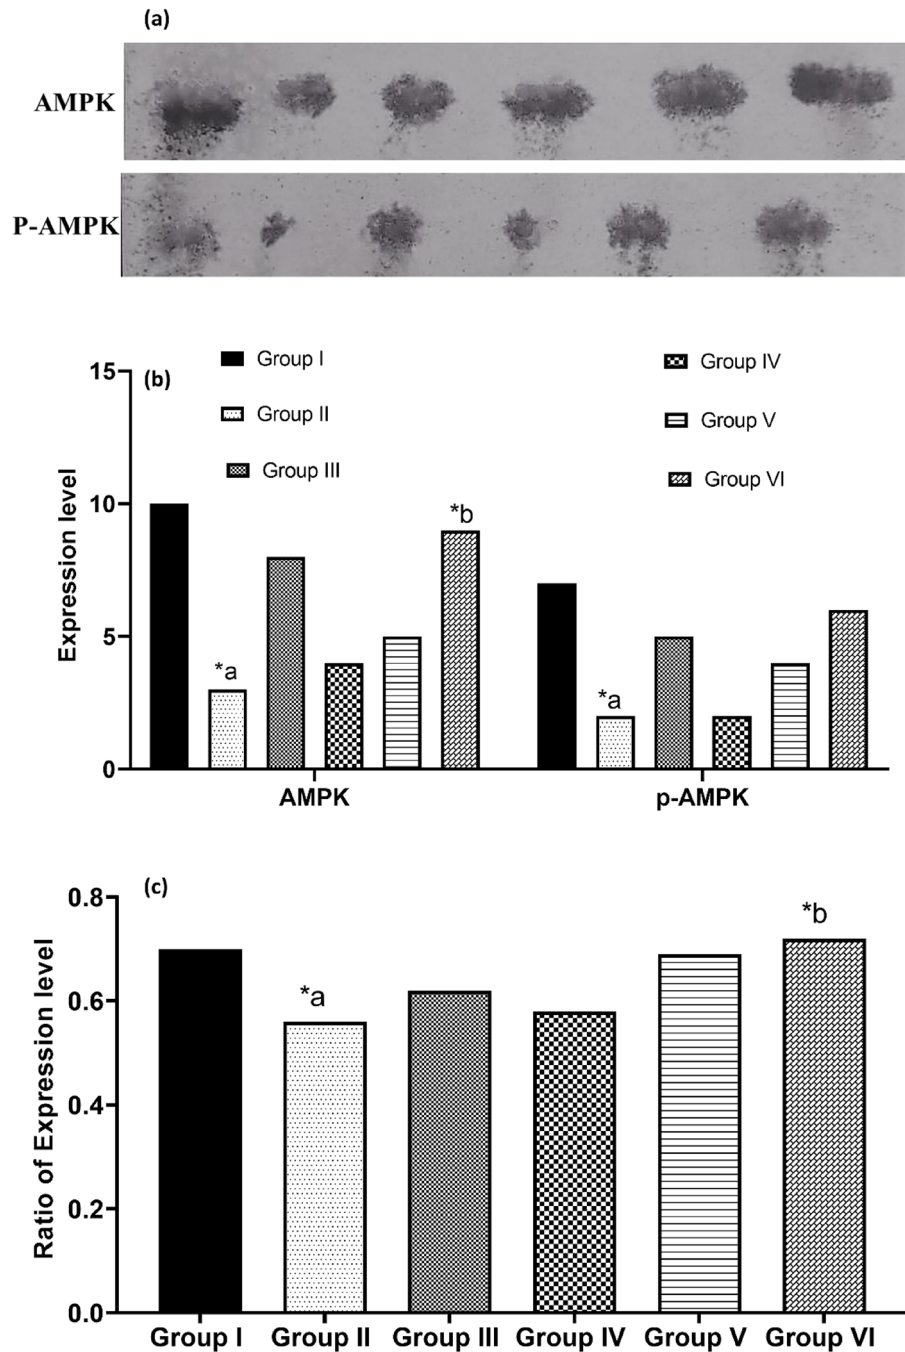 (a)
AMPK
P-AMPK
(b)
Group I
Group II
Group III
Group IV
Group V
Group VI
Expression level
15
10
5
0
*a
*b
*a
AMPK
p-AMPK
(c)
Ratio of Expression level
0.8
0.6
0.4
0.2
0.0
*a
*b
Group I Group II Group III Group IV Group V Group VI